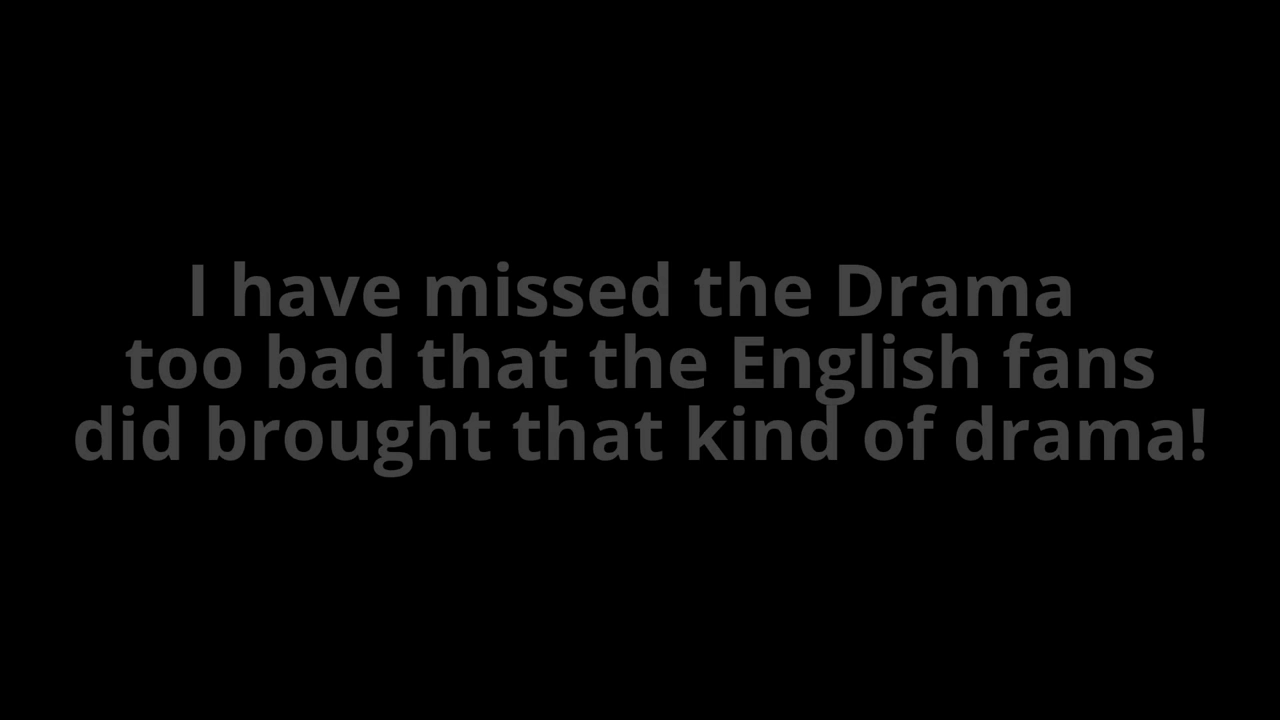 I have missed the Drama
too bad that the English fans
did brought that kind of drama!